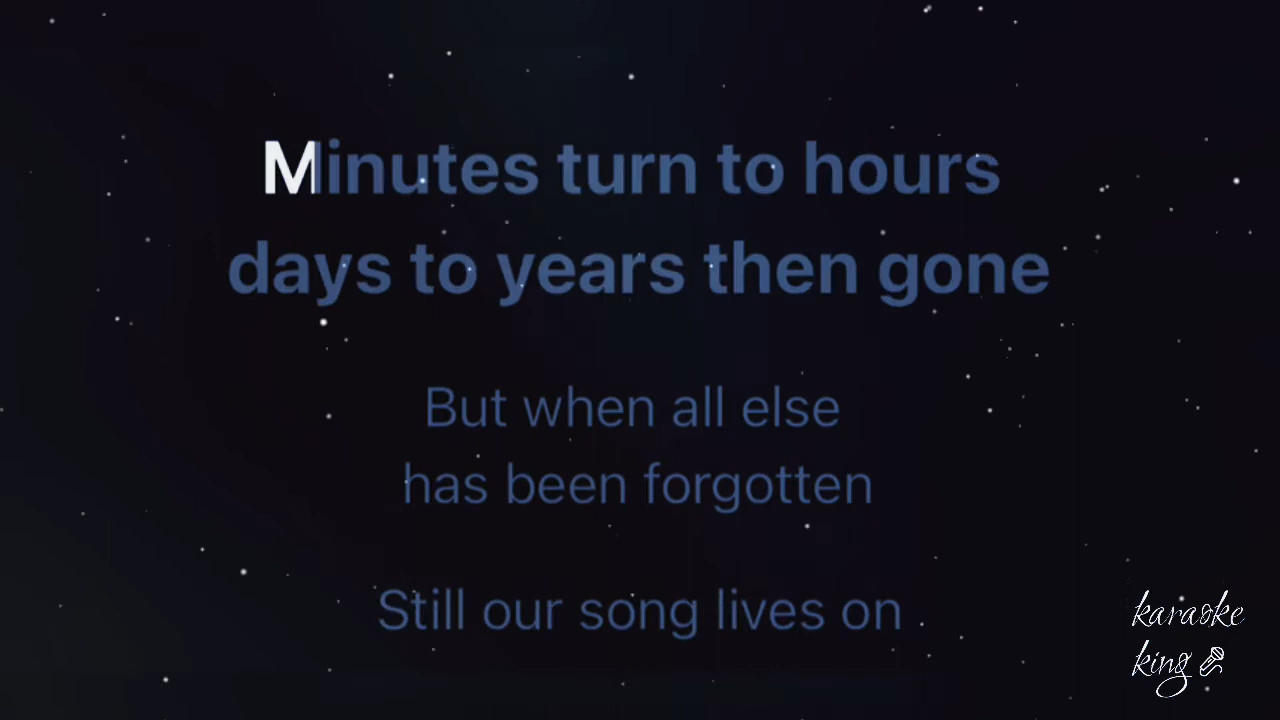 Minutes turn to hours
days to years then gone
But when all else
has been forgotten
Still our song lives on
karaoke
king